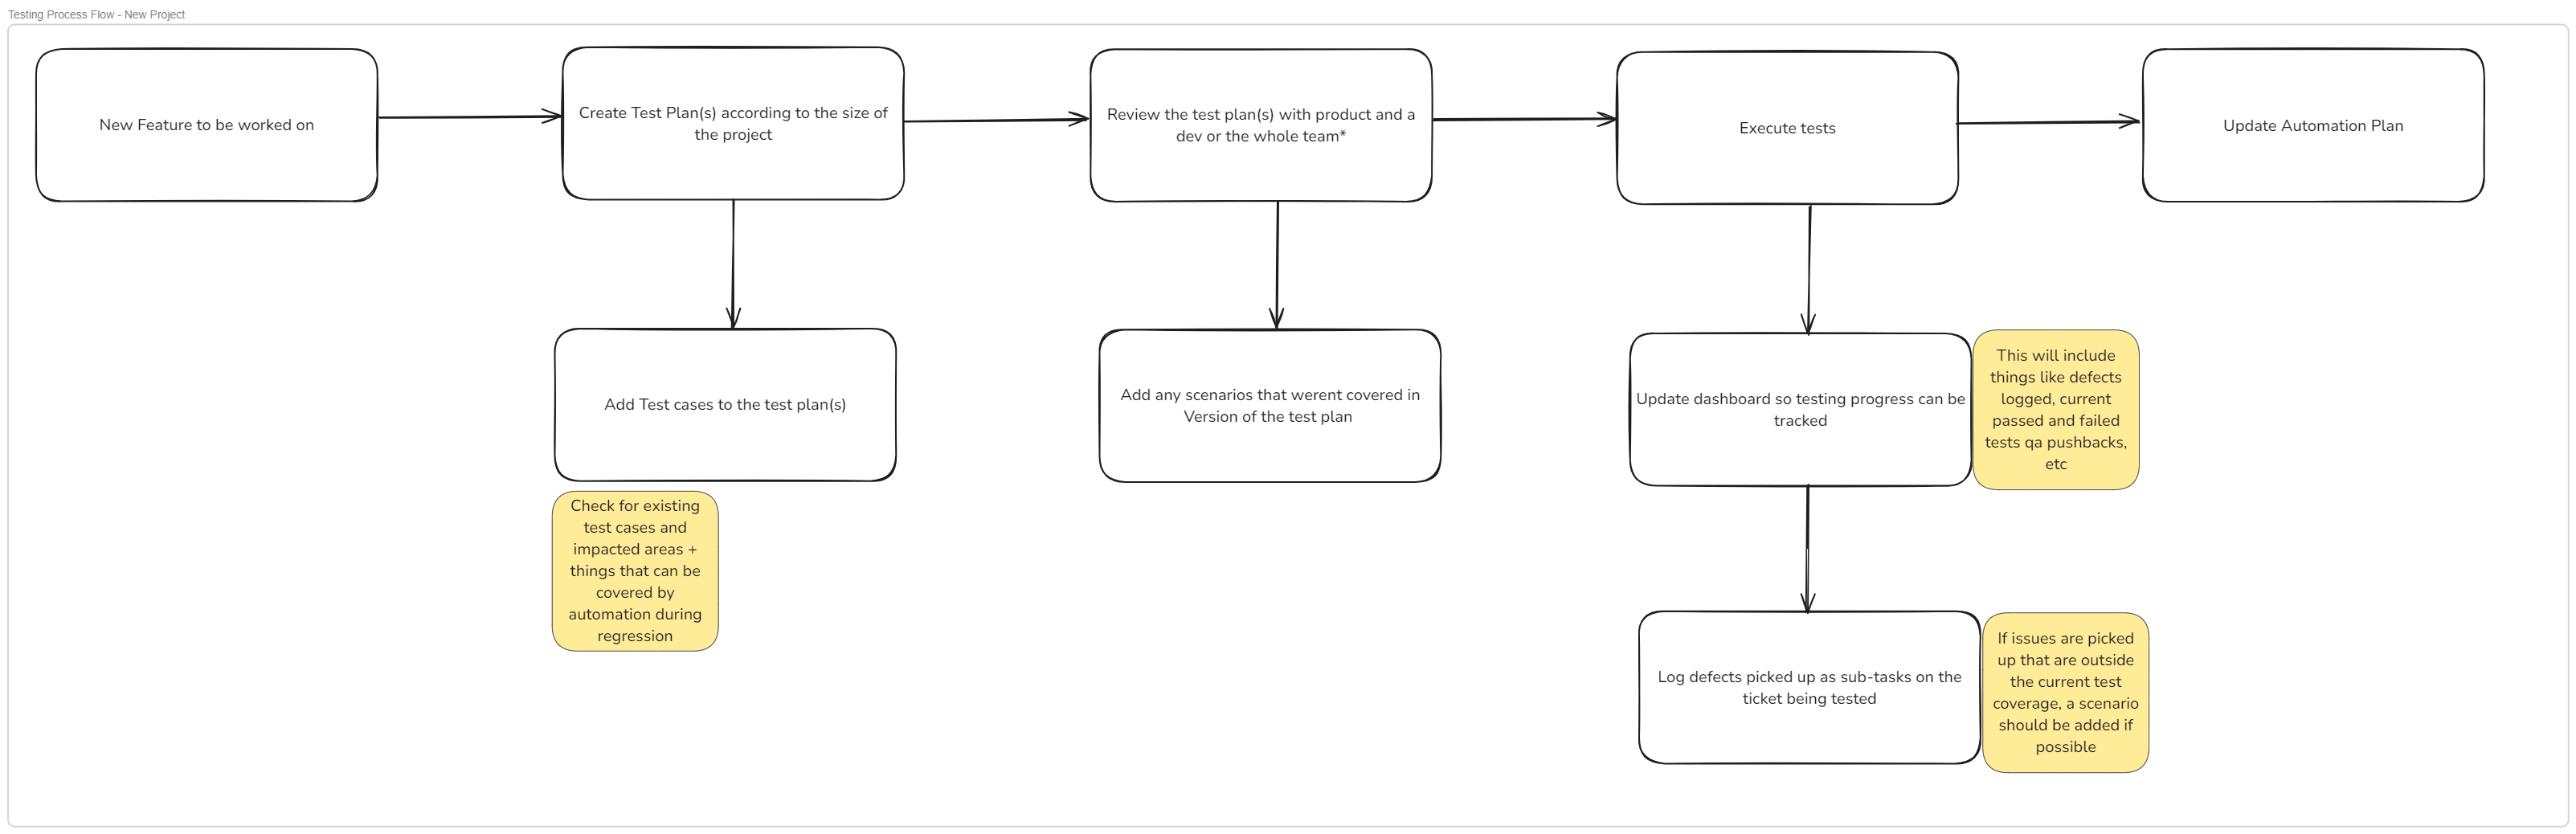 Testing Process Flow - New Project
New Feature to be worked on
Create Test Plan(s) according to the size of
the project
Review the test plan(s) with product and a
dev or the whole team*
Execute tests
Update Automation Plan
Add Test cases to the test plan(s)
Add any scenarios that werent covered in
Version of the test plan
Update dashboard so testing progress can be
tracked
This will include
things like defects
logged, current
passed and failed
tests qa pushbacks,
etc
Check for existing
test cases and
impacted areas +
things that can be
covered by
automation during
regression
Log defects picked up as sub-tasks on the
ticket being tested
If issues are picked
up that are outside
the current test
coverage, a scenario
should be added if
possible